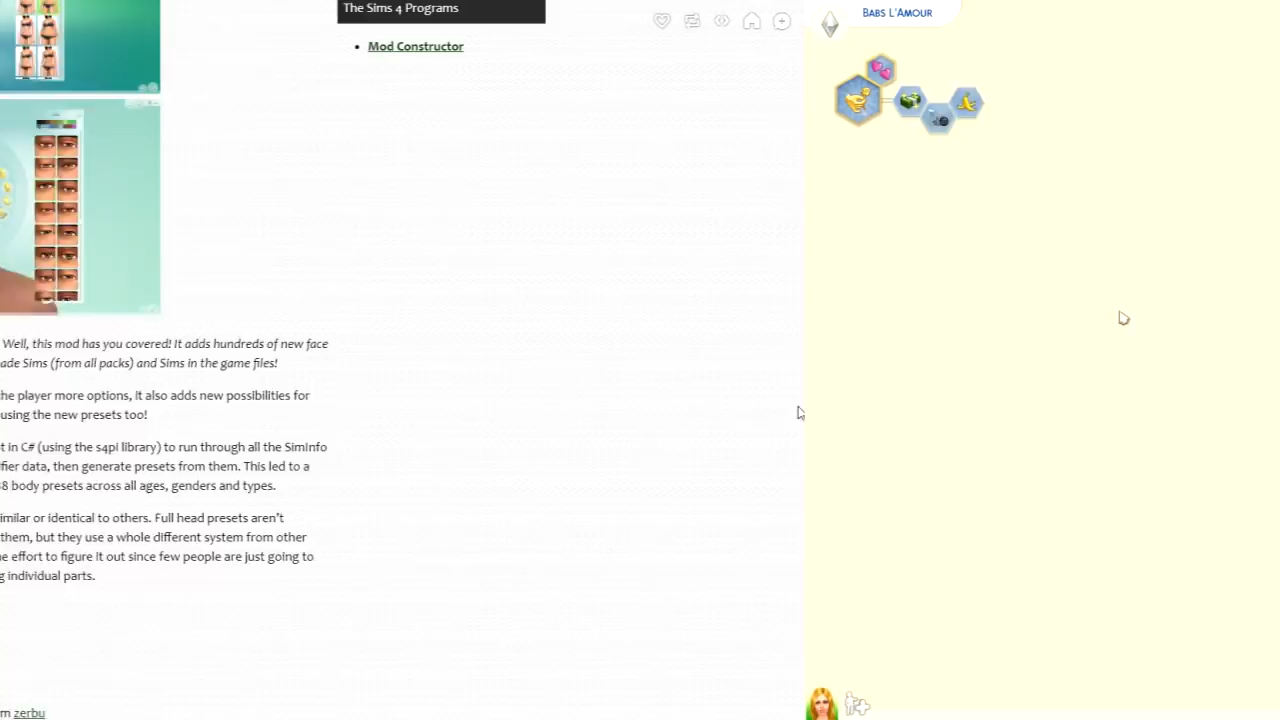 The Sims 4 Programs
Mod Constructor
Babs L'Amour
Well, this mod has you covered! It adds hundreds of new face
ade Sims (from all packs) and Sims in the game files!
he player more options, it also adds new possibilities for
using the new presets too!
t in C# (using the s4pi library) to run through all the SimInfo
fier data, then generate presets from them. This led to a
8 body presets across all ages, genders and types.
imilar or identical to others. Full head presets aren't
them, but they use a whole different system from other
e effort to figure it out since few people are just going to
g individual parts.
m zerbu